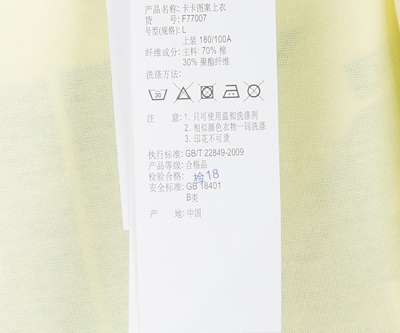 产品名称: 卡卡图案上衣
货 号: F77007
号型(规格): L
上装 180/100A
纤维成分: 主料: 70% 棉
30% 聚酯纤维
洗涤方法:
30
注 意: 1. 只可使用温和洗涤剂
2. 相似颜色衣物一同洗涤
3. 印花不可烫
执行标准: GB/T 22849-2009
产品等级: 合格品
检验合格: 检18
安全标准: GB 18401
B类
产 地: 中国